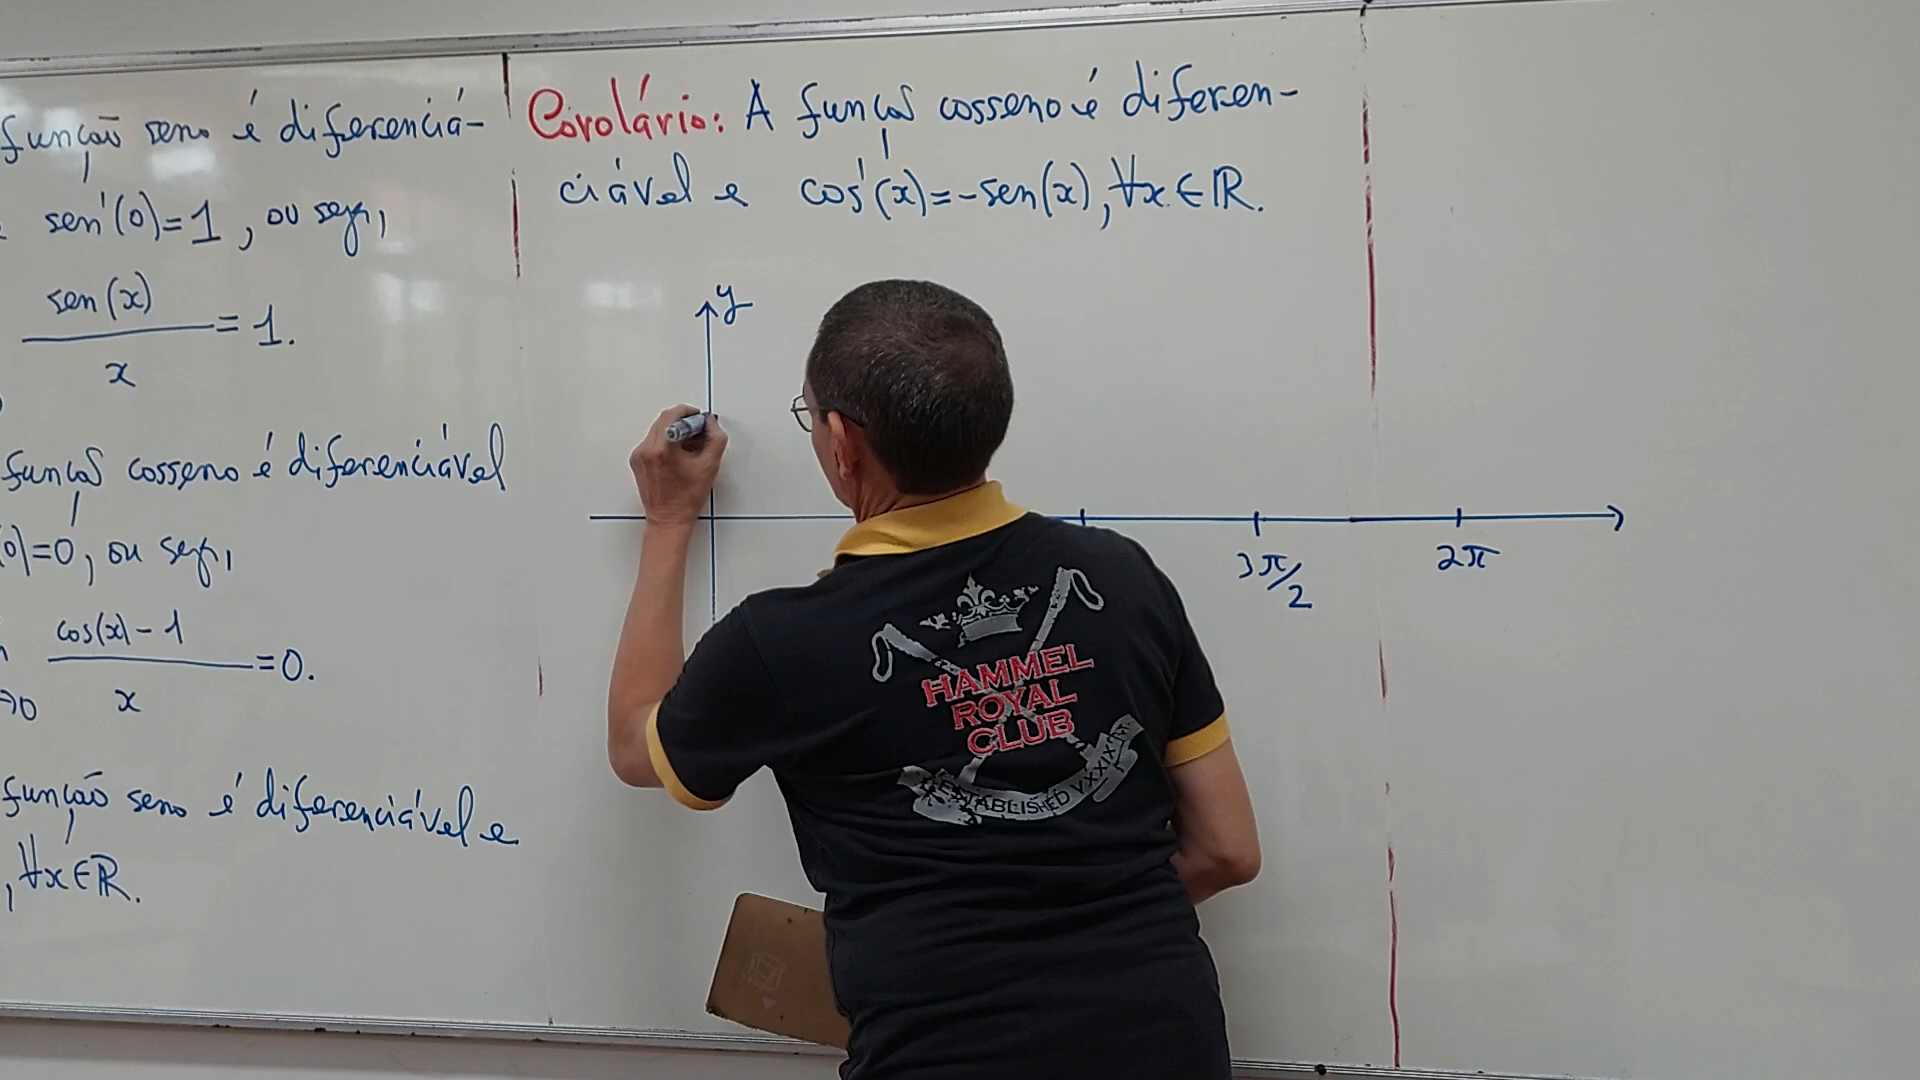 função seno é diferenciá-
sen'(0)=1, ou seja,
sen(x)
= 1.
x
função cosseno é diferenciável
0)=0, ou seja,
cos(x)-1
=0.
→0 x
função seno é diferenciável e
, ∀x∈ℝ.
Corolário: A função cosseno é diferen-
ciável e cos'(x)=-sen(x), ∀x∈ℝ.
y
3π/2
2π
HAMMEL
ROYAL
CLUB
ESTABLISHED